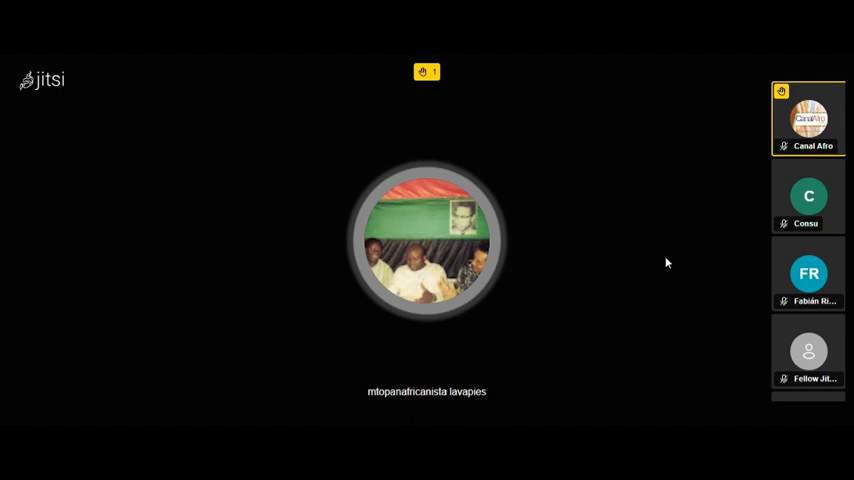 jitsi
1
CanalAfro
Canal Afro
C
Consu
FR
Fabián Ri...
Fellow Jit...
mtopanafricanista lavapies